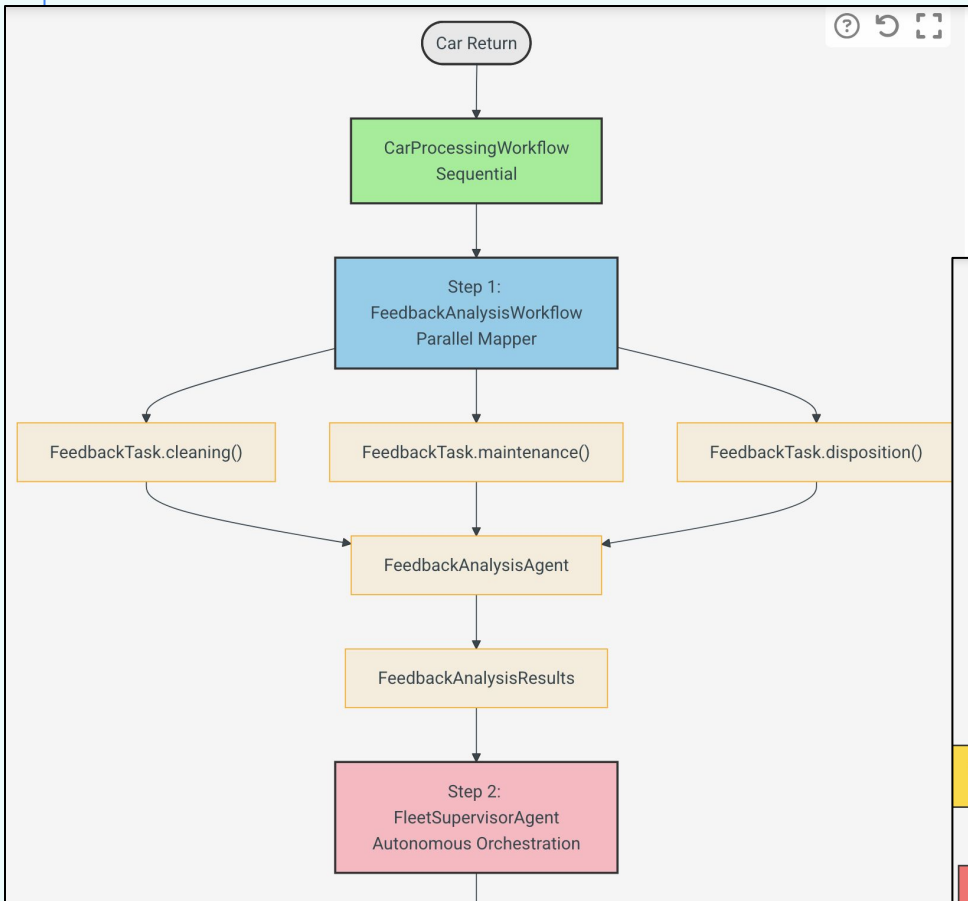 Car Return
CarProcessingWorkflow
Sequential
Step 1:
FeedbackAnalysisWorkflow
Parallel Mapper
FeedbackTask.cleaning()
FeedbackTask.maintenance()
FeedbackTask.disposition()
FeedbackAnalysisAgent
FeedbackAnalysisResults
Step 2:
FleetSupervisorAgent
Autonomous Orchestration